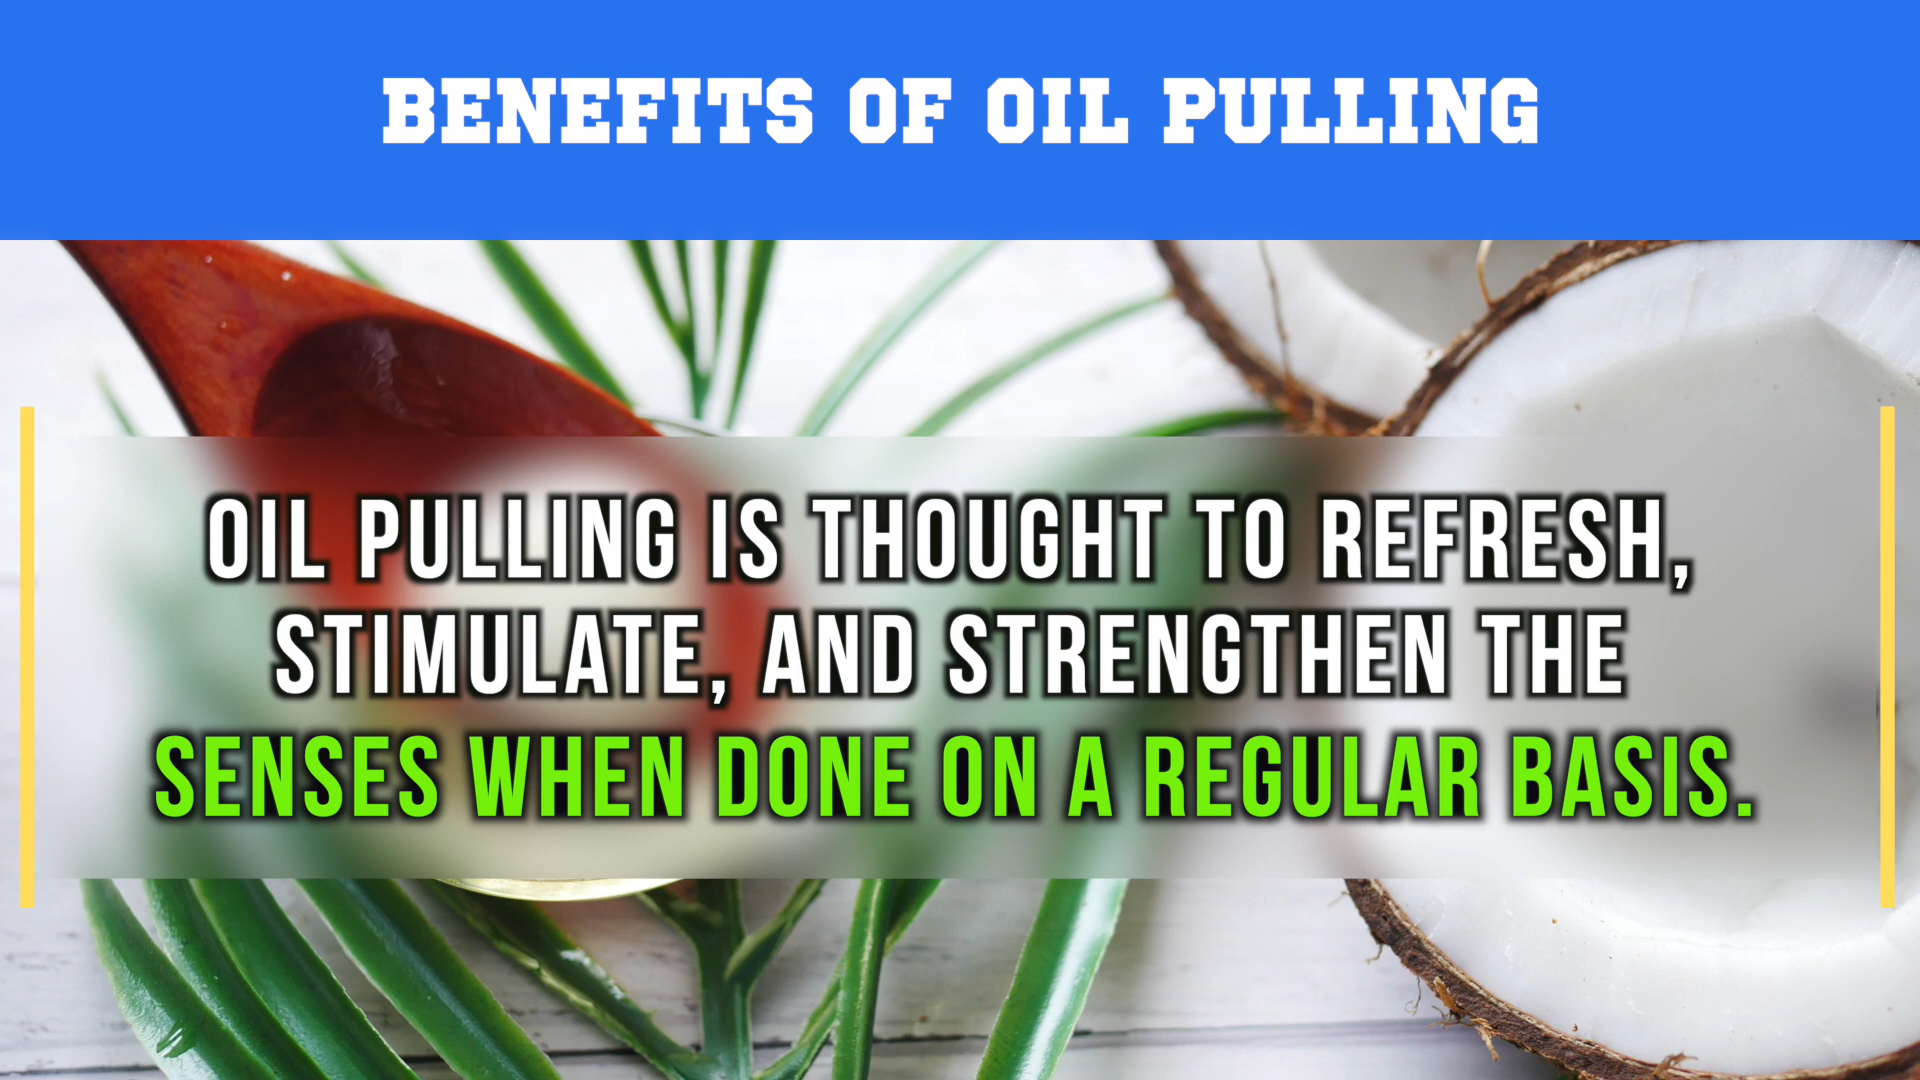 BENEFITS OF OIL PULLING
OIL PULLING IS THOUGHT TO REFRESH,
STIMULATE, AND STRENGTHEN THE
SENSES WHEN DONE ON A REGULAR BASIS.